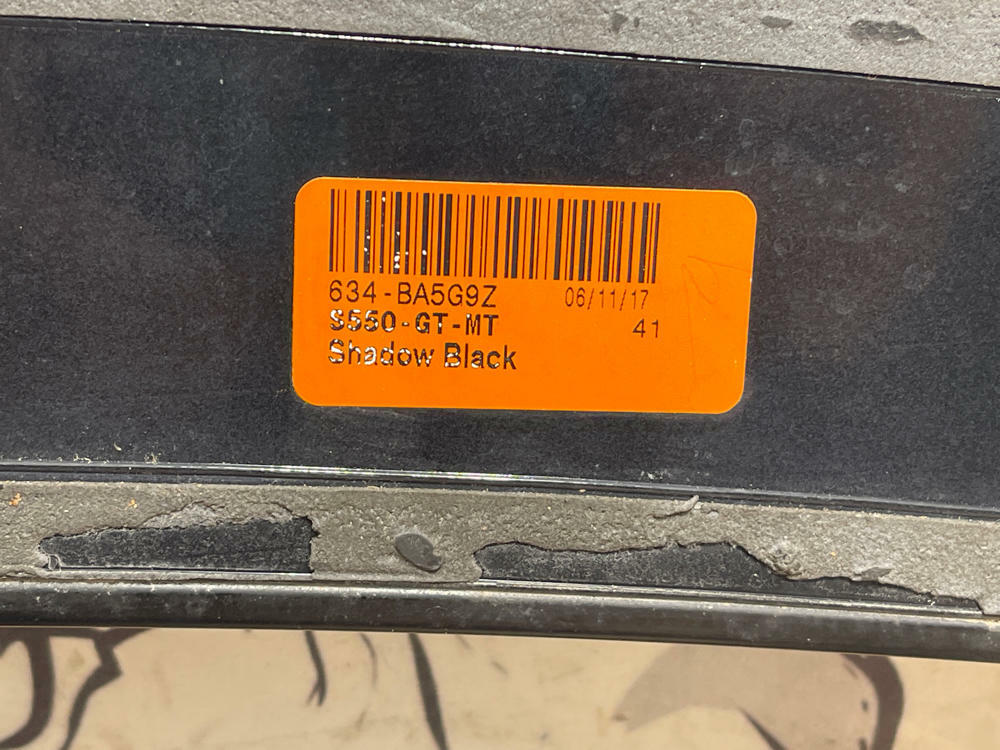 634-BA5G9Z 06/11/17
S550-GT-MT 41
Shadow Black